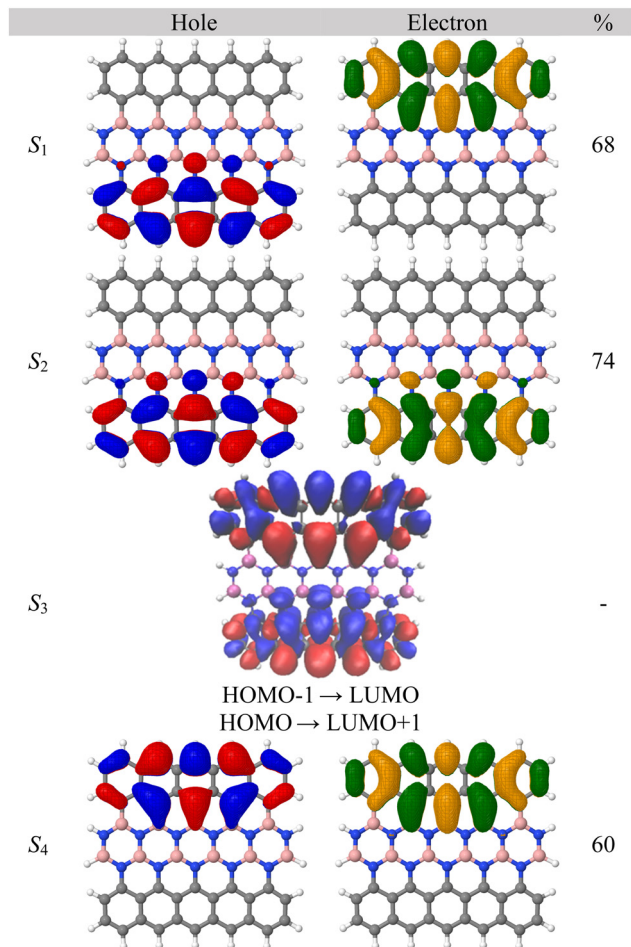 Hole Electron %
S₁ 68
S₂ 74
S₃ -
HOMO-1 → LUMO
HOMO → LUMO+1
S₄ 60